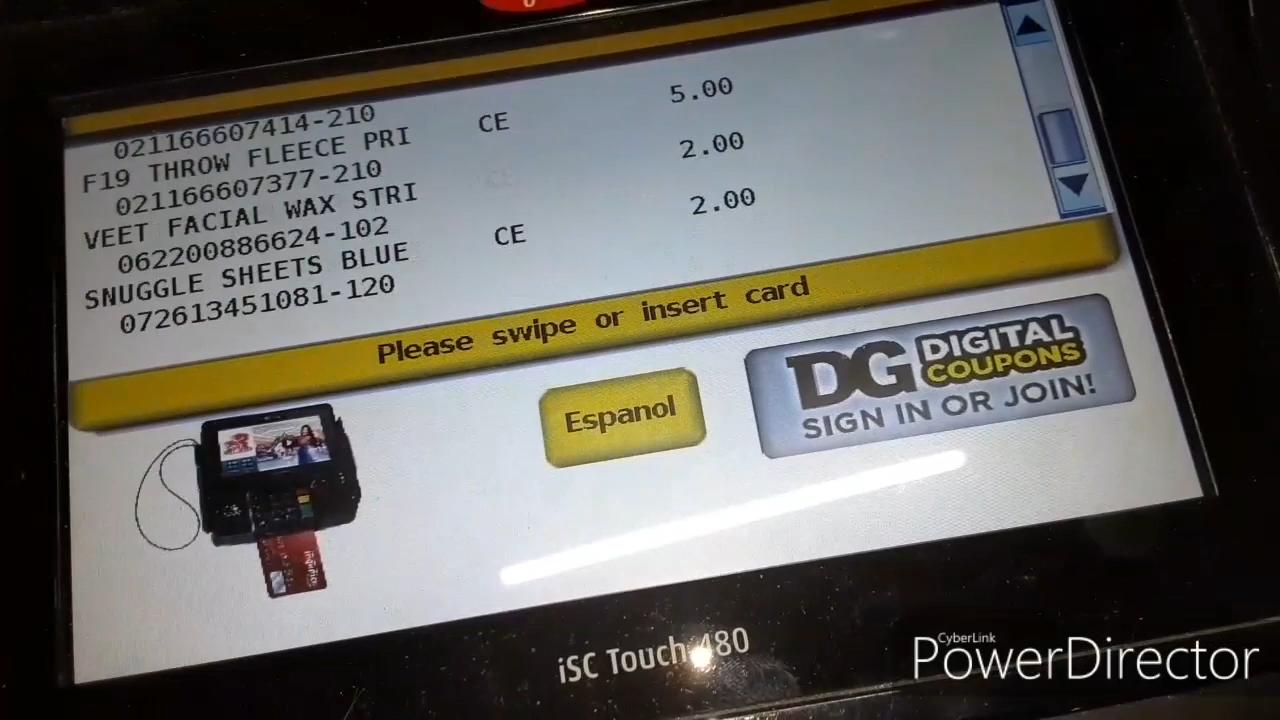 021166607414-210
F19 THROW FLEECE PRI CE 5.00
021166607377-210
VEET FACIAL WAX STRI 2.00
062200886624-102
SNUGGLE SHEETS BLUE CE 2.00
072613451081-120
Please swipe or insert card
Espanol
DG DIGITAL
COUPONS
SIGN IN OR JOIN!
iSC Touch 480
CyberLink
PowerDirector